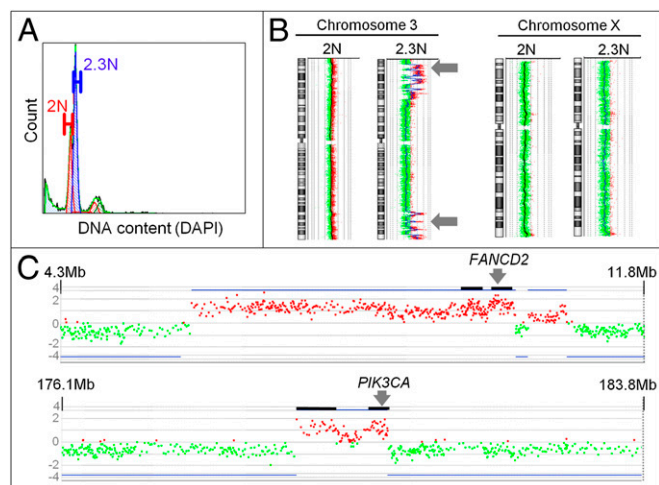 A
2.3N
2N
Count
DNA content (DAPI)
B
Chromosome 3
2N
2.3N
Chromosome X
2N
2.3N
C
FANCD2
4.3Mb
11.8Mb
4
2
0
-2
-4
PIK3CA
176.1Mb
183.8Mb
4
2
0
-2
-4